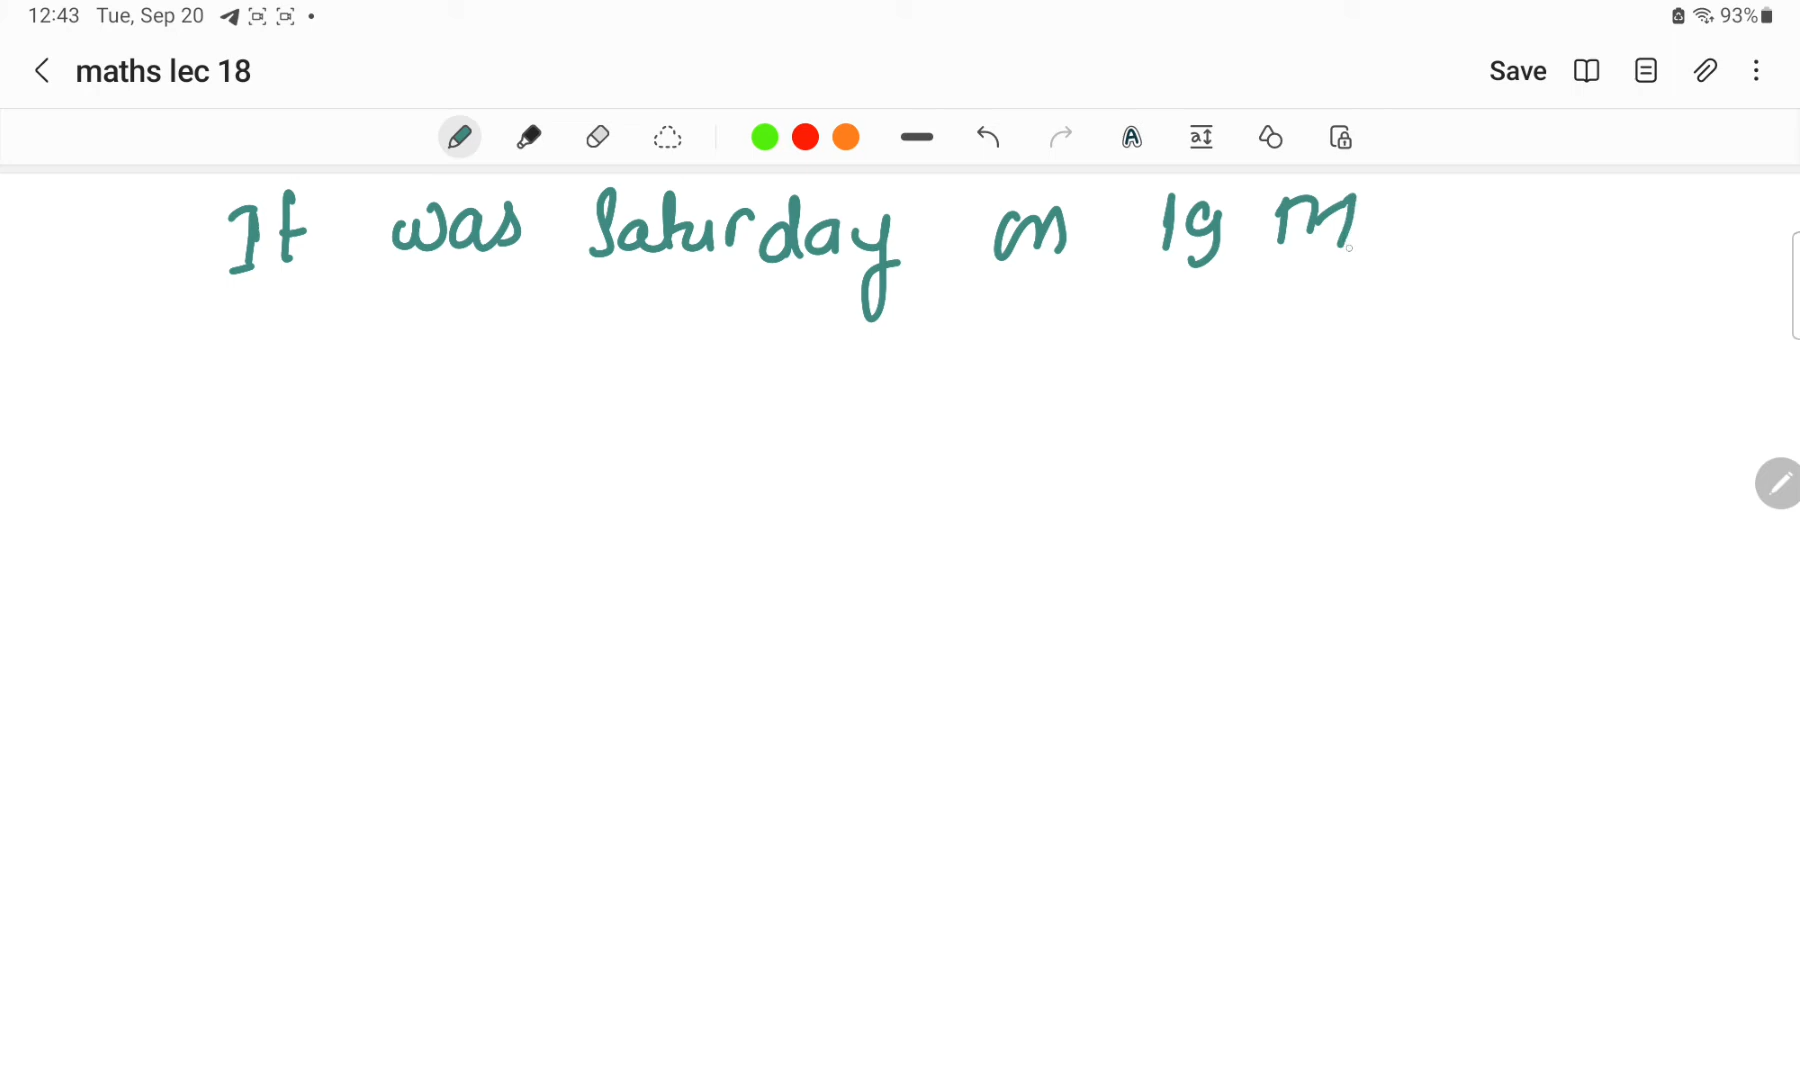 12:43 Tue, Sep 20 93%
maths lec 18 Save
It was Saturday on 19 M